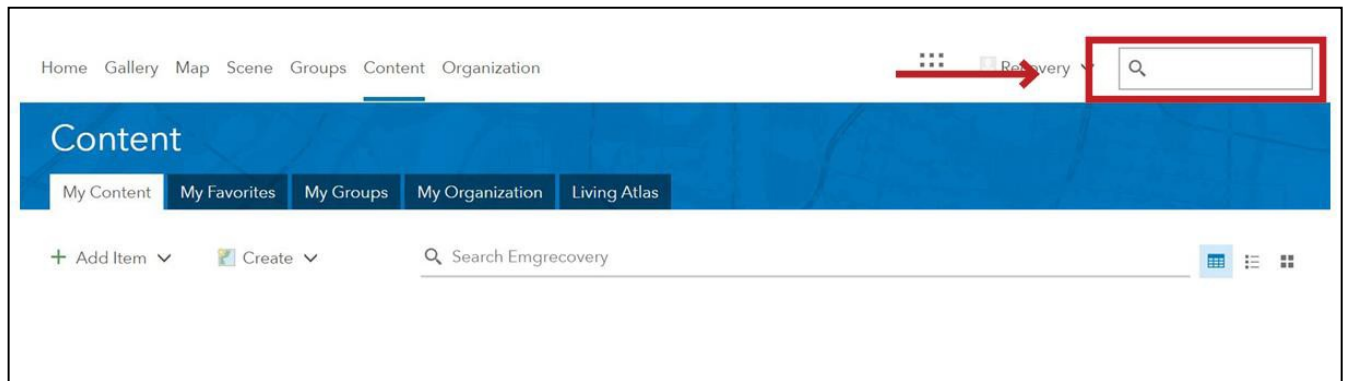 Home Gallery Map Scene Groups Content Organization Recovery
Content
My Content My Favorites My Groups My Organization Living Atlas
+ Add Item Create Search Emgrecovery